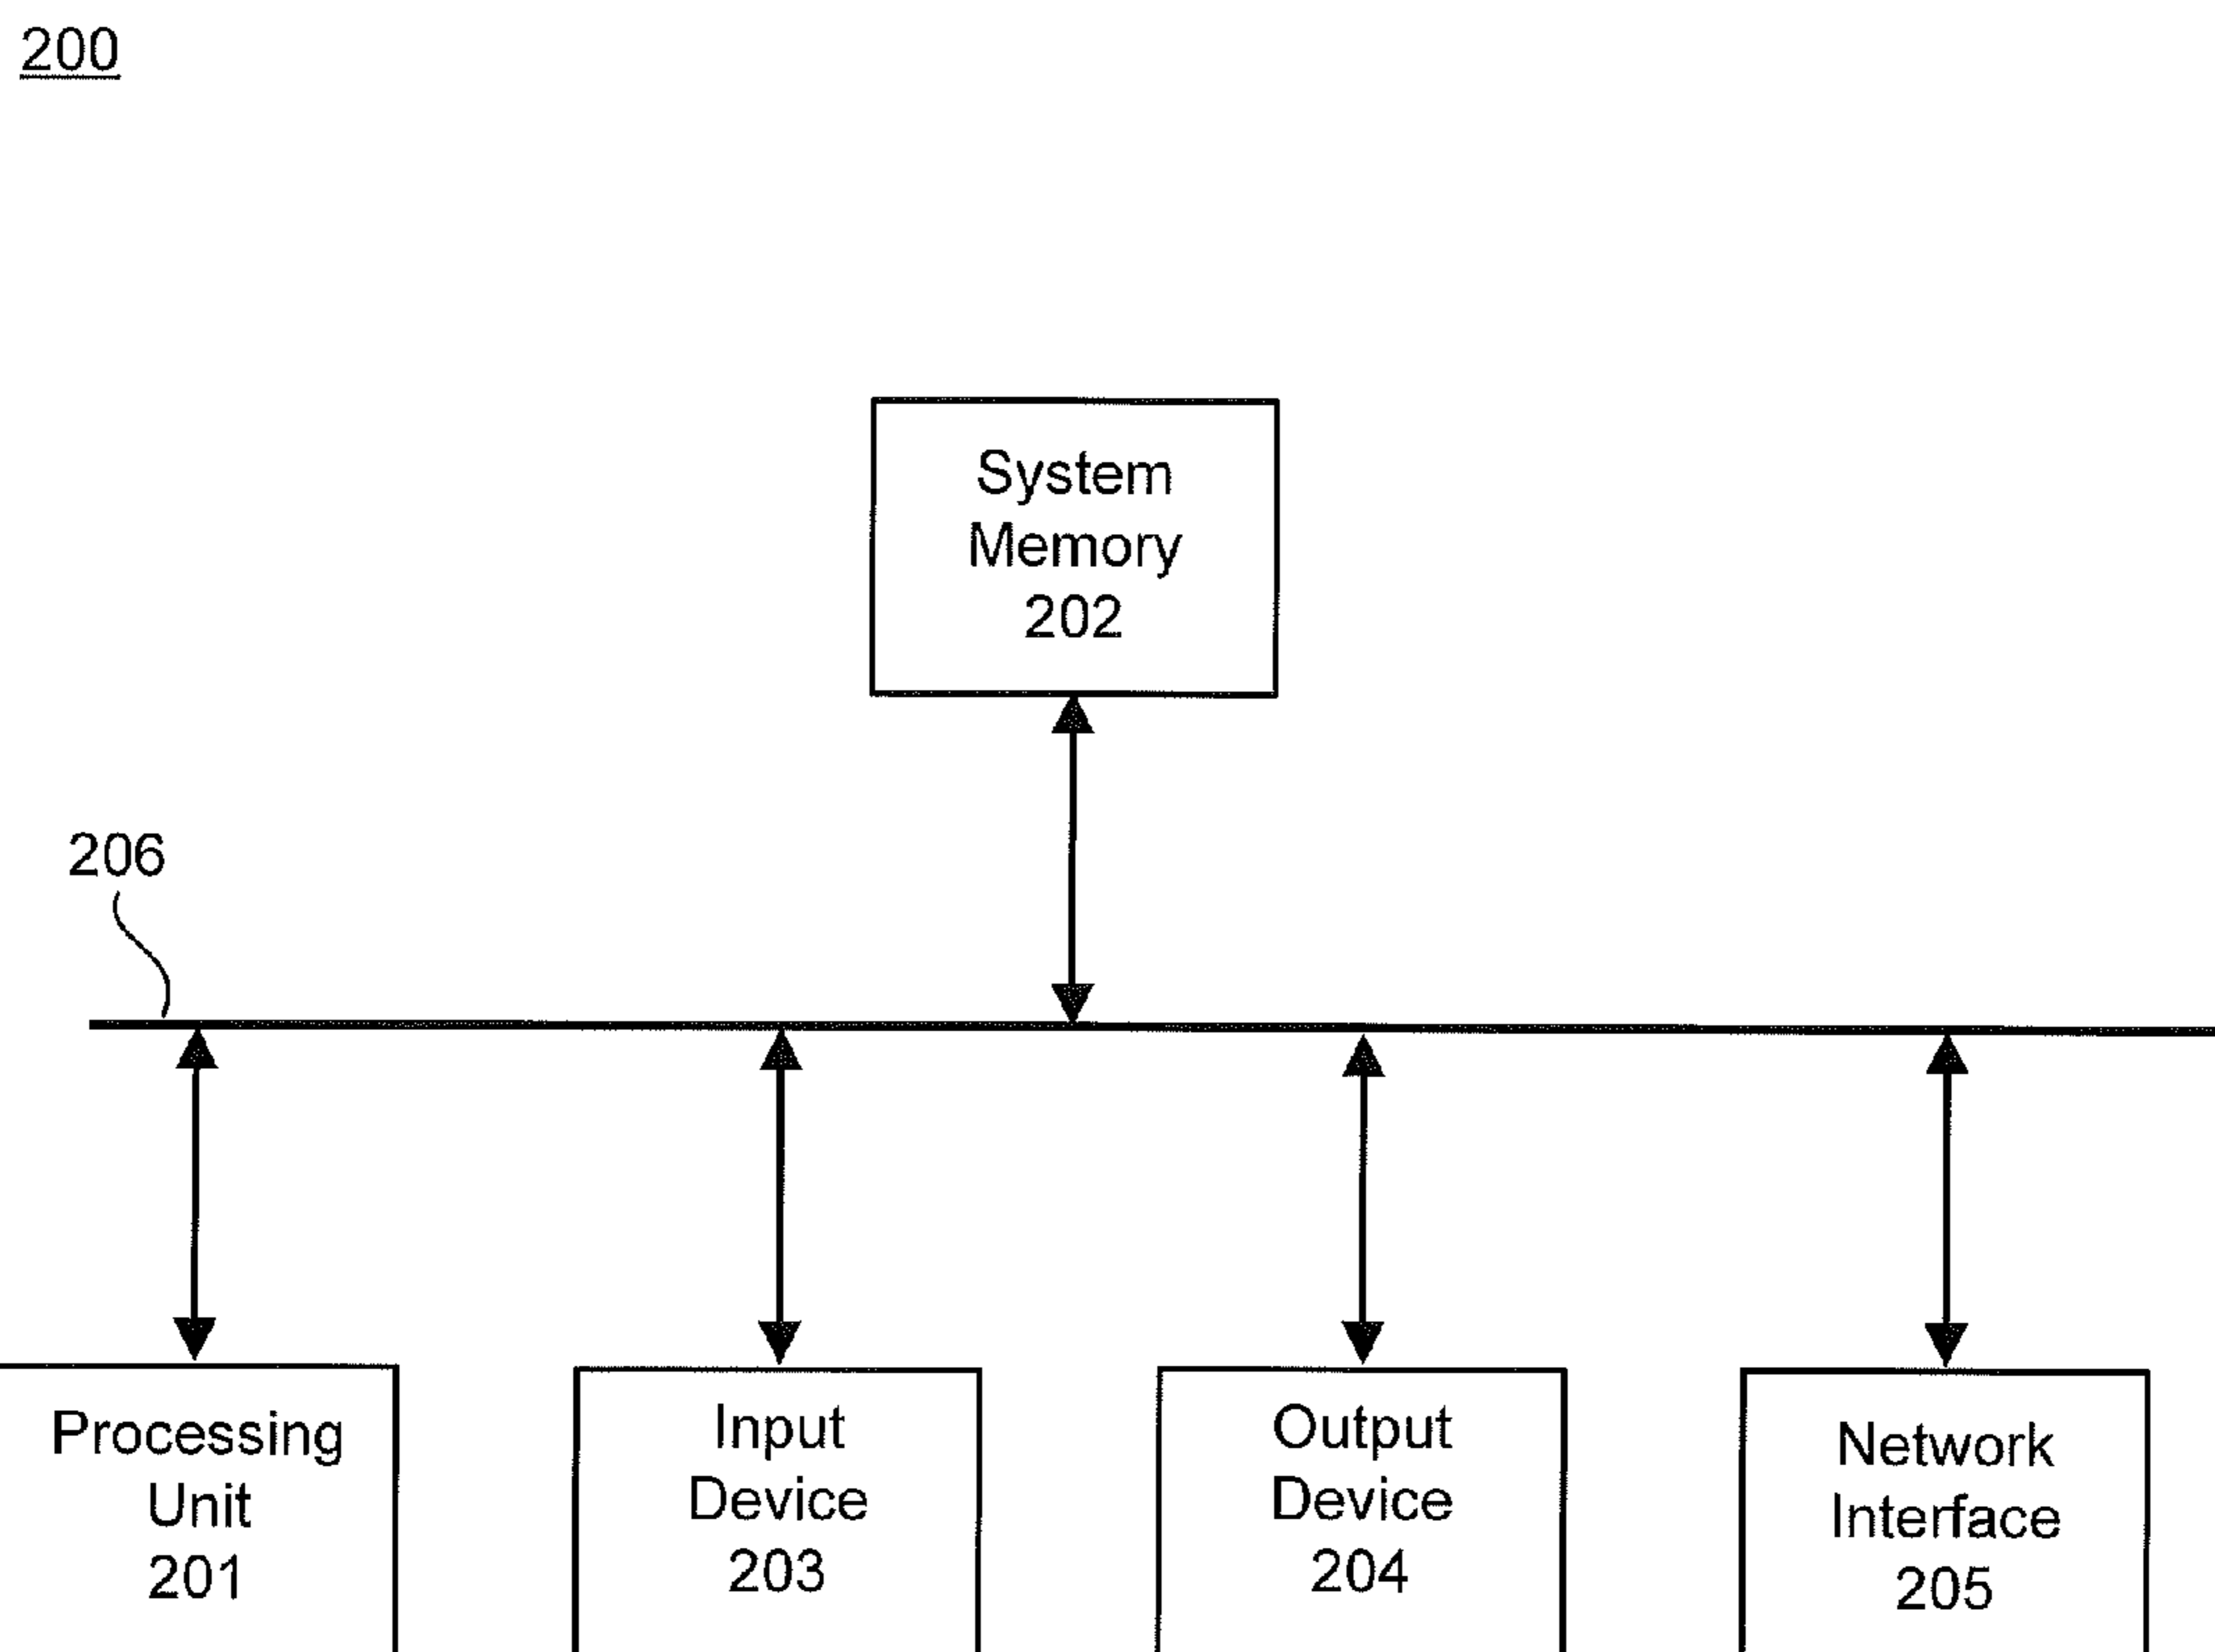 200
System
Memory
202
206
Processing
Unit
201
Input
Device
203
Output
Device
204
Network
Interface
205